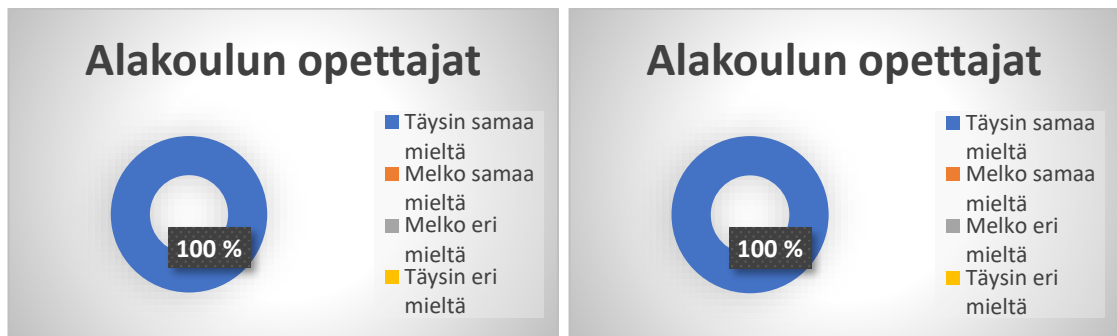 Alakoulun opettajat
100 %
Täysin samaa
mieltä
Melko samaa
mieltä
Melko eri
mieltä
Täysin eri
mieltä
Alakoulun opettajat
100 %
Täysin samaa
mieltä
Melko samaa
mieltä
Melko eri
mieltä
Täysin eri
mieltä